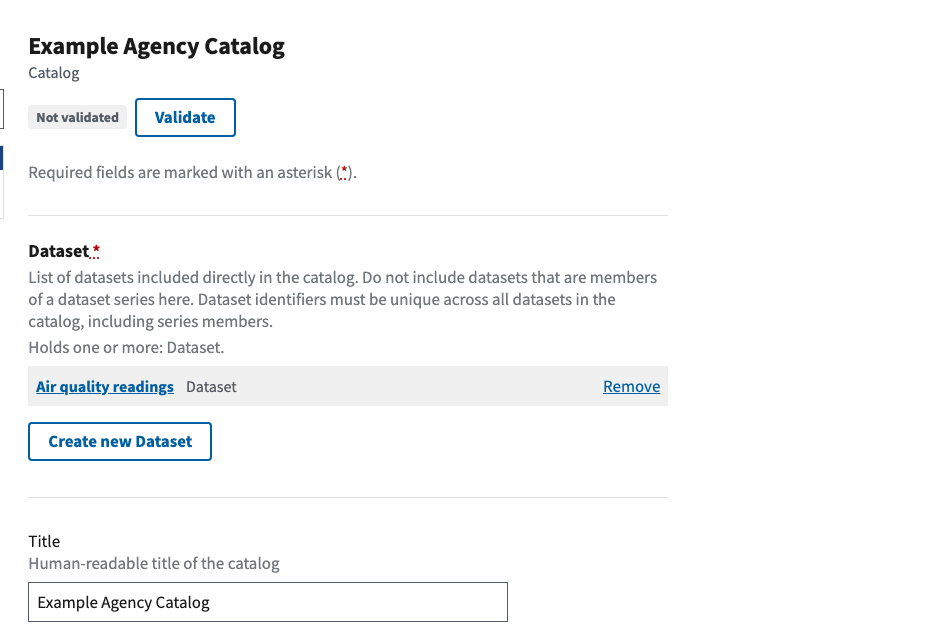 Example Agency Catalog
Catalog
Not validated
Validate
Required fields are marked with an asterisk (*).
Dataset *
List of datasets included directly in the catalog. Do not include datasets that are members
of a dataset series here. Dataset identifiers must be unique across all datasets in the
catalog, including series members.
Holds one or more: Dataset.
Air quality readings Dataset Remove
Create new Dataset
Title
Human-readable title of the catalog
Example Agency Catalog